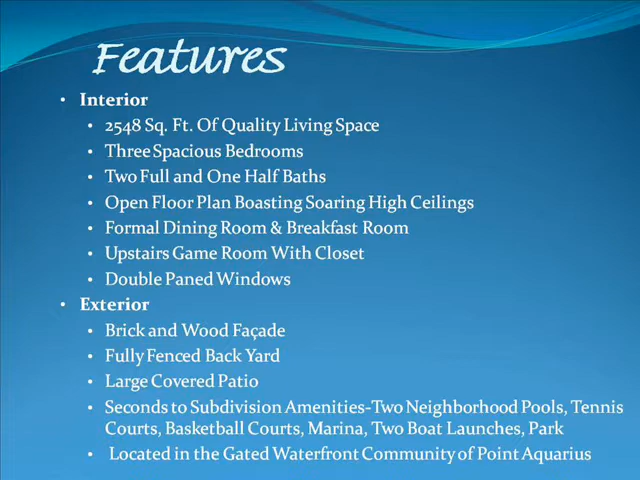 Features
• Interior
• 2548 Sq. Ft. Of Quality Living Space
• Three Spacious Bedrooms
• Two Full and One Half Baths
• Open Floor Plan Boasting Soaring High Ceilings
• Formal Dining Room & Breakfast Room
• Upstairs Game Room With Closet
• Double Paned Windows
• Exterior
• Brick and Wood Façade
• Fully Fenced Back Yard
• Large Covered Patio
• Seconds to Subdivision Amenities-Two Neighborhood Pools, Tennis
Courts, Basketball Courts, Marina, Two Boat Launches, Park
• Located in the Gated Waterfront Community of Point Aquarius